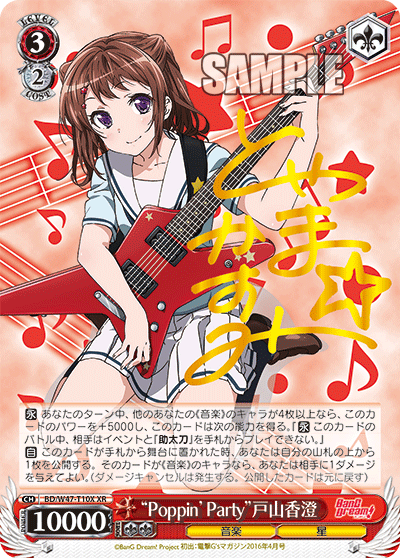 LEVEL
3
2
COST
SAMPLE
とやま
かすみ
永 あなたのターン中、他のあなたの《音楽》のキャラが4枚以上なら、このカー
ドのパワーを+5000し、このカードは次の能力を得る。『永 このカードの
バトル中、相手はイベントと「助太刀」を手札からプレイできない。』
自 このカードが手札から舞台に置かれた時、あなたは自分の山札の上から
1枚を公開する。そのカードが《音楽》のキャラなら、あなたは相手に1ダメージ
を与えてよい。(ダメージキャンセルは発生する。公開したカードは元に戻す)
CH BD/W47-T10X XR
10000
"Poppin' Party"戸山香澄
音楽 星
BanG Dream!
©BanG Dream! Project 初出:電撃G'sマガジン2016年4月号